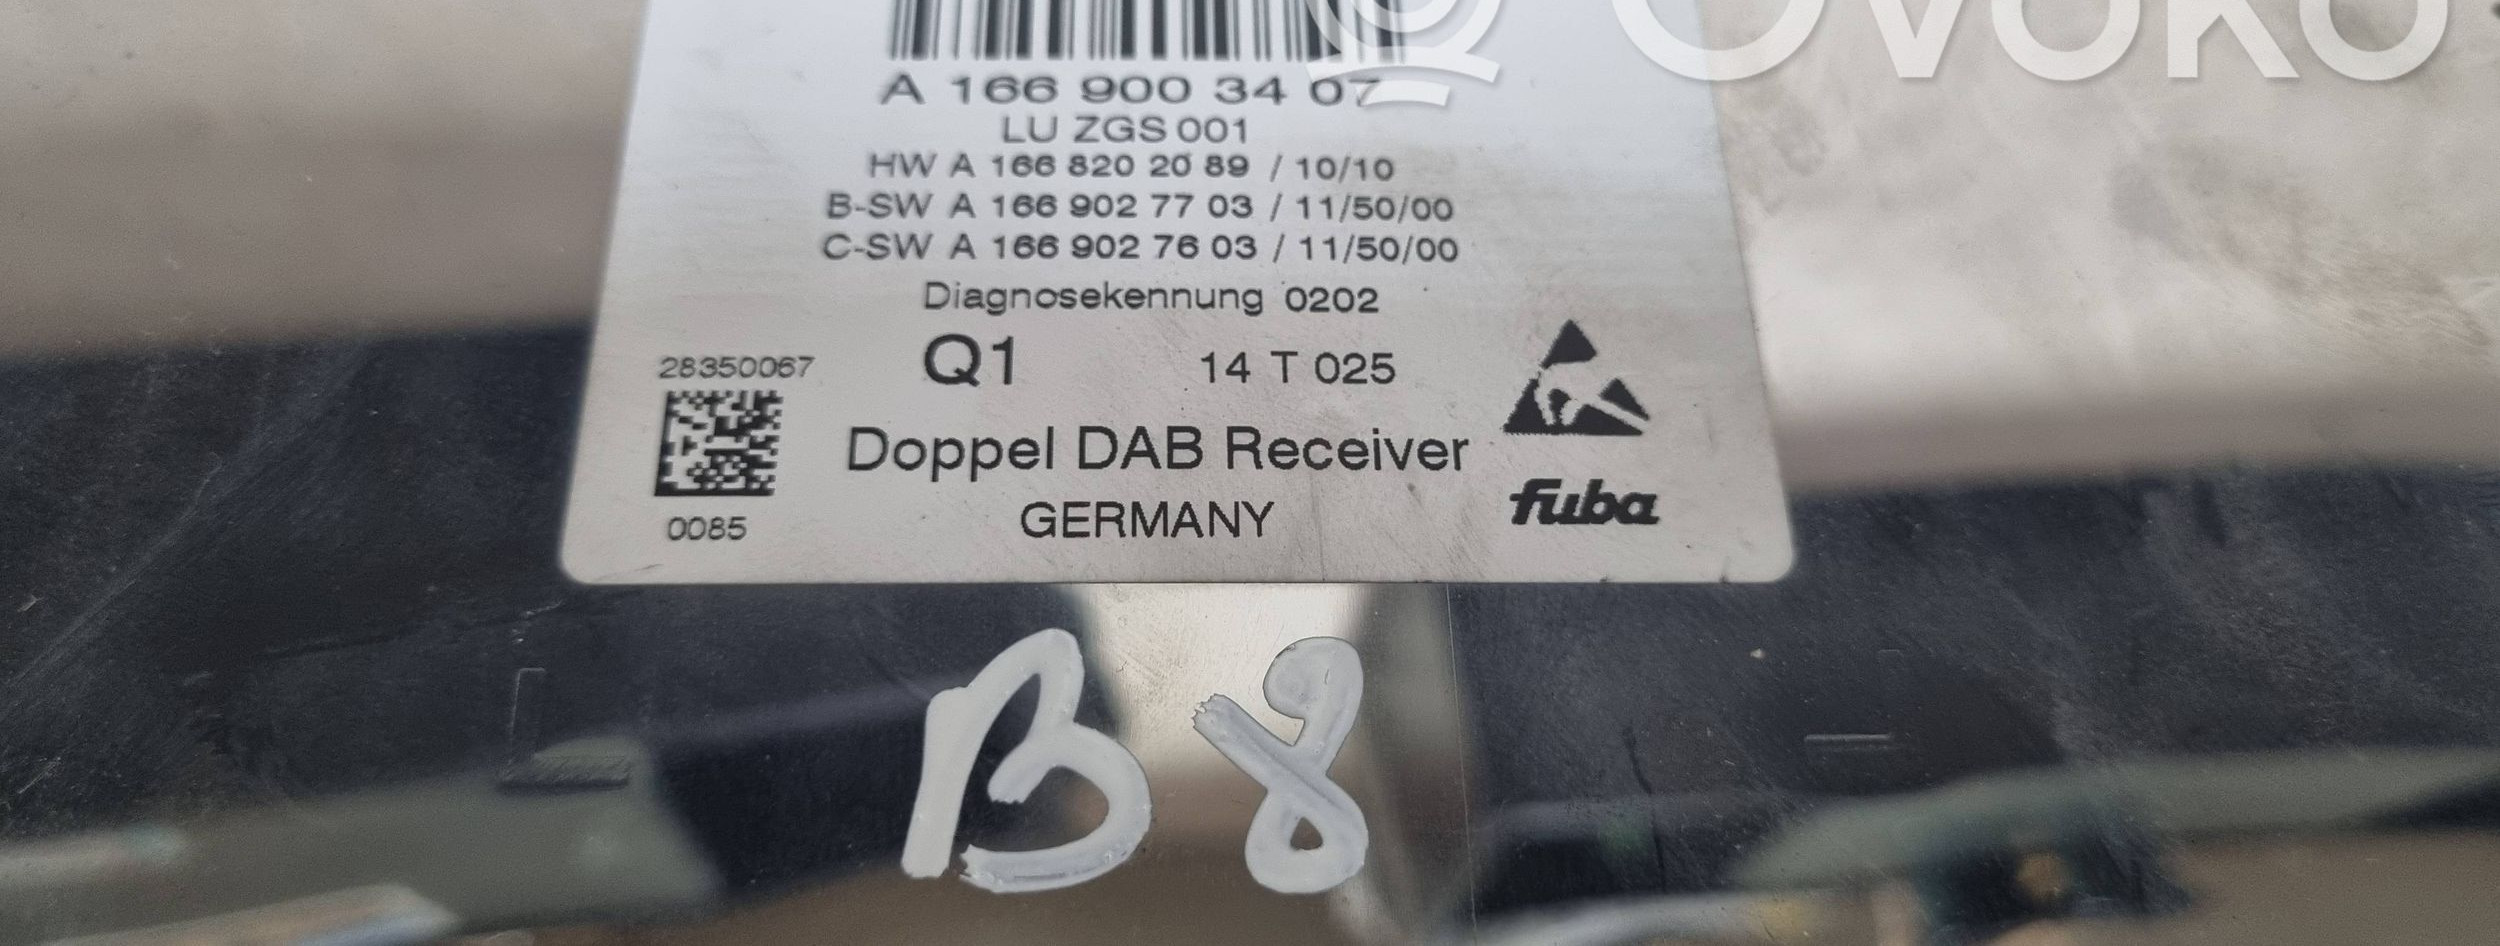 OVOKO
A 166 900 34 07
LU ZGS 001
HW A 166 820 20 89 / 10/10
B-SW A 166 902 77 03 / 11/50/00
C-SW A 166 902 76 03 / 11/50/00
Diagnosekennung 0202
28350067 Q1 14 T 025
Doppel DAB Receiver
0085 GERMANY fuba
B8